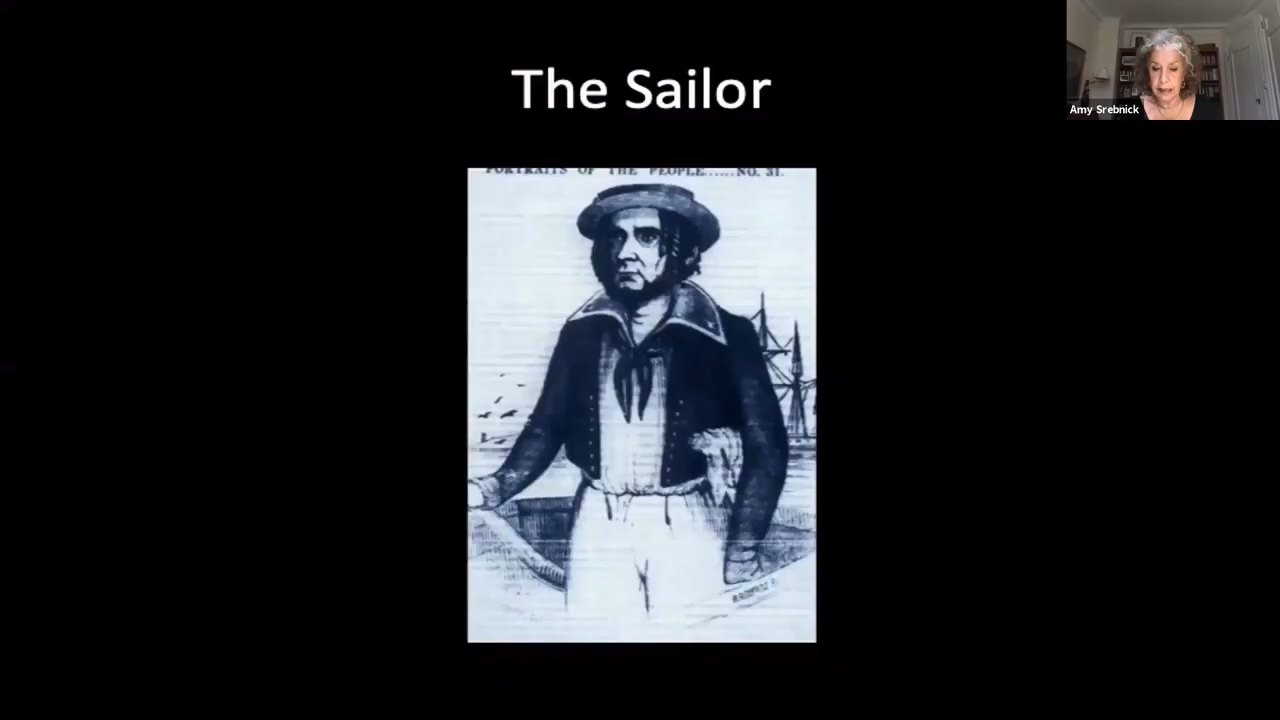 The Sailor
Amy Srebnick
PORTRAITS OF THE PEOPLE......NO. 31.